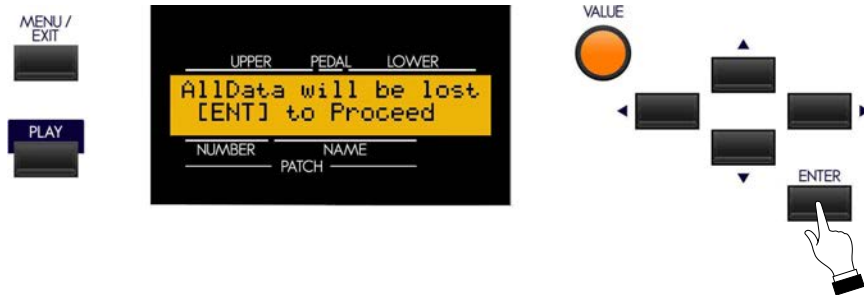 MENU /
EXIT
PLAY
UPPER PEDAL LOWER
AllData will be lost
[ENT] to Proceed
NUMBER NAME
PATCH
VALUE
ENTER